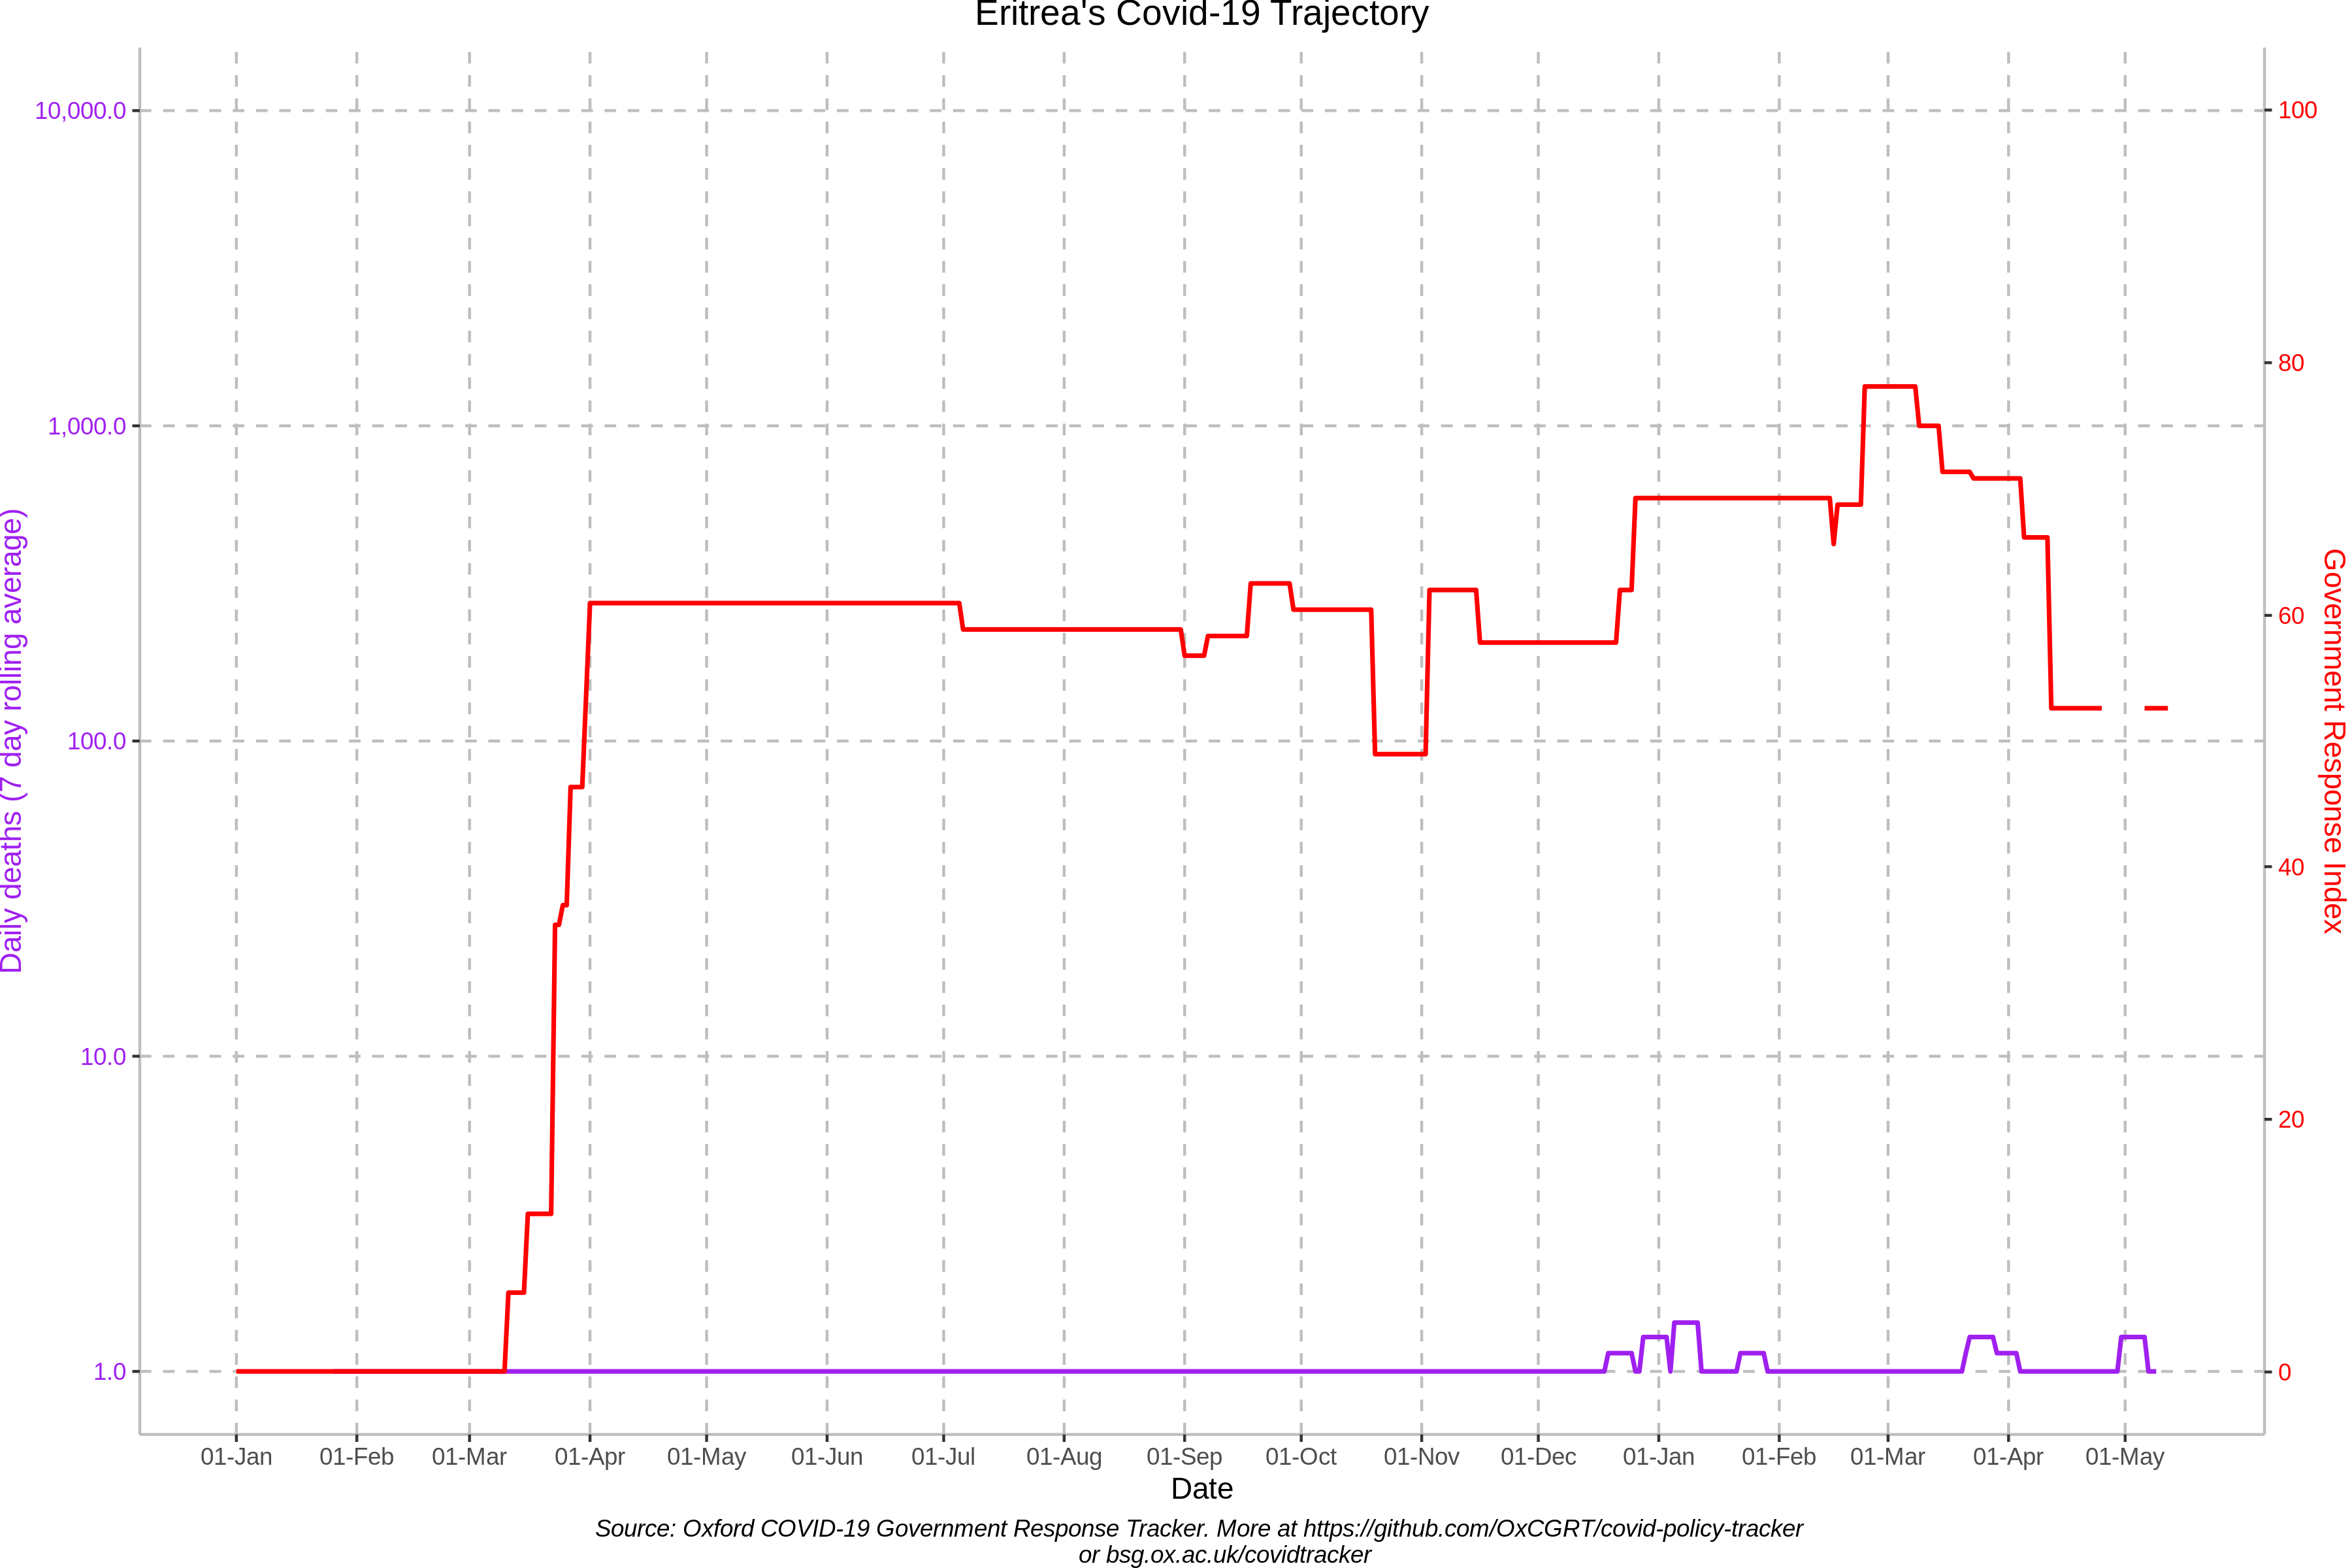 Eritrea's Covid-19 Trajectory
10,000.0
1,000.0
100.0
10.0
1.0
Daily deaths (7 day rolling average)
100
80
60
40
20
0
Government Response Index
01-Jan 01-Feb 01-Mar 01-Apr 01-May 01-Jun 01-Jul 01-Aug 01-Sep 01-Oct 01-Nov 01-Dec 01-Jan 01-Feb 01-Mar 01-Apr 01-May
Date
Source: Oxford COVID-19 Government Response Tracker. More at https://github.com/OxCGRT/covid-policy-tracker
or bsg.ox.ac.uk/covidtracker